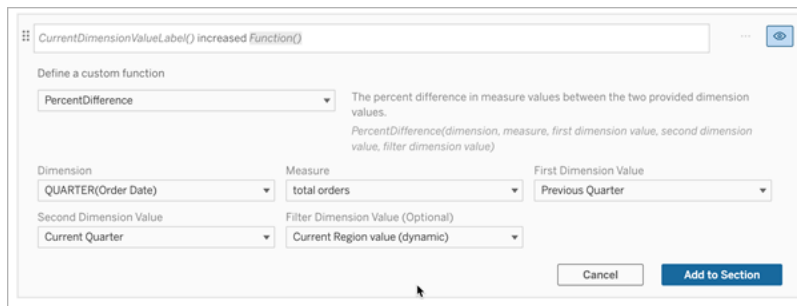 CurrentDimensionValueLabel() increased Function()
...
Define a custom function
PercentDifference
The percent difference in measure values between the two provided dimension
values.
PercentDifference(dimension, measure, first dimension value, second dimension
value, filter dimension value)
Dimension
Measure
First Dimension Value
QUARTER(Order Date)
total orders
Previous Quarter
Second Dimension Value
Filter Dimension Value (Optional)
Current Quarter
Current Region value (dynamic)
Cancel
Add to Section